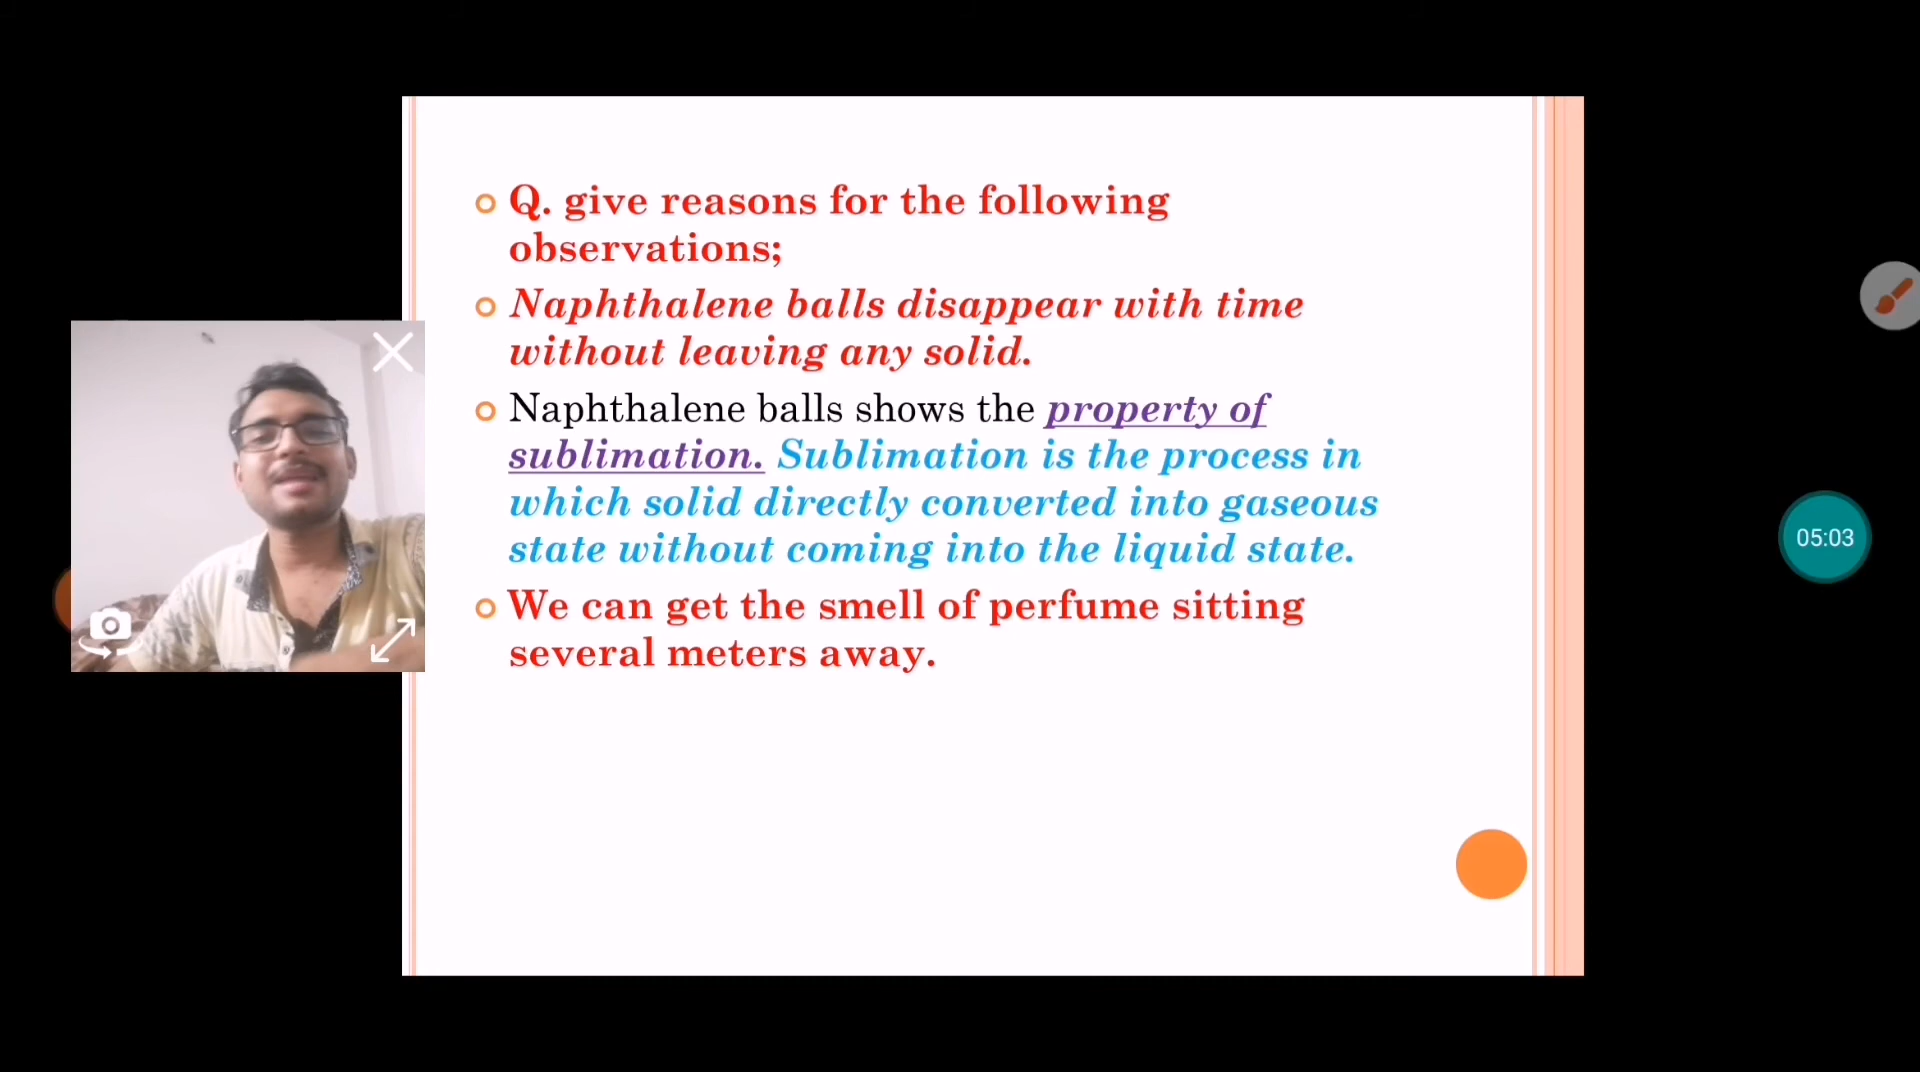 Q. give reasons for the following
observations;
Naphthalene balls disappear with time
without leaving any solid.
Naphthalene balls shows the property of
sublimation. Sublimation is the process in
which solid directly converted into gaseous
state without coming into the liquid state.
We can get the smell of perfume sitting
several meters away.
05:03